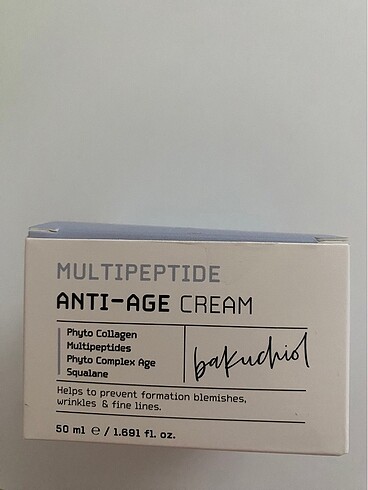 MULTIPEPTIDE
ANTI-AGE CREAM
Phyto Collagen
Multipeptides
Phyto Complex Age
Squalane
bakuchiol
Helps to prevent formation blemishes,
wrinkles & fine lines.
50 ml ℮ / 1.691 fl. oz.